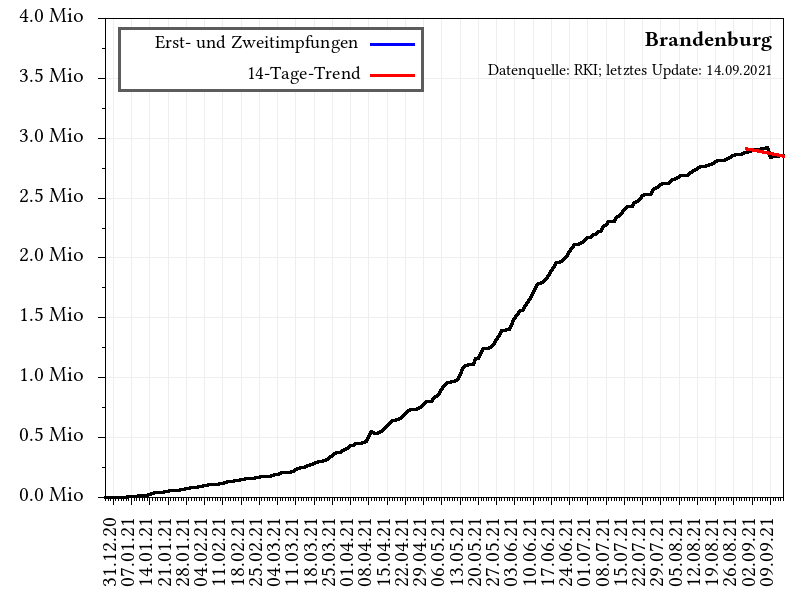 4.0 Mio
3.5 Mio
3.0 Mio
2.5 Mio
2.0 Mio
1.5 Mio
1.0 Mio
0.5 Mio
0.0 Mio
Erst- und Zweitimpfungen
14-Tage-Trend
Brandenburg
Datenquelle: RKI; letztes Update: 14.09.2021
31.12.20
07.01.21
14.01.21
21.01.21
28.01.21
04.02.21
11.02.21
18.02.21
25.02.21
04.03.21
11.03.21
18.03.21
25.03.21
01.04.21
08.04.21
15.04.21
22.04.21
29.04.21
06.05.21
13.05.21
20.05.21
27.05.21
03.06.21
10.06.21
17.06.21
24.06.21
01.07.21
08.07.21
15.07.21
22.07.21
29.07.21
05.08.21
12.08.21
19.08.21
26.08.21
02.09.21
09.09.21